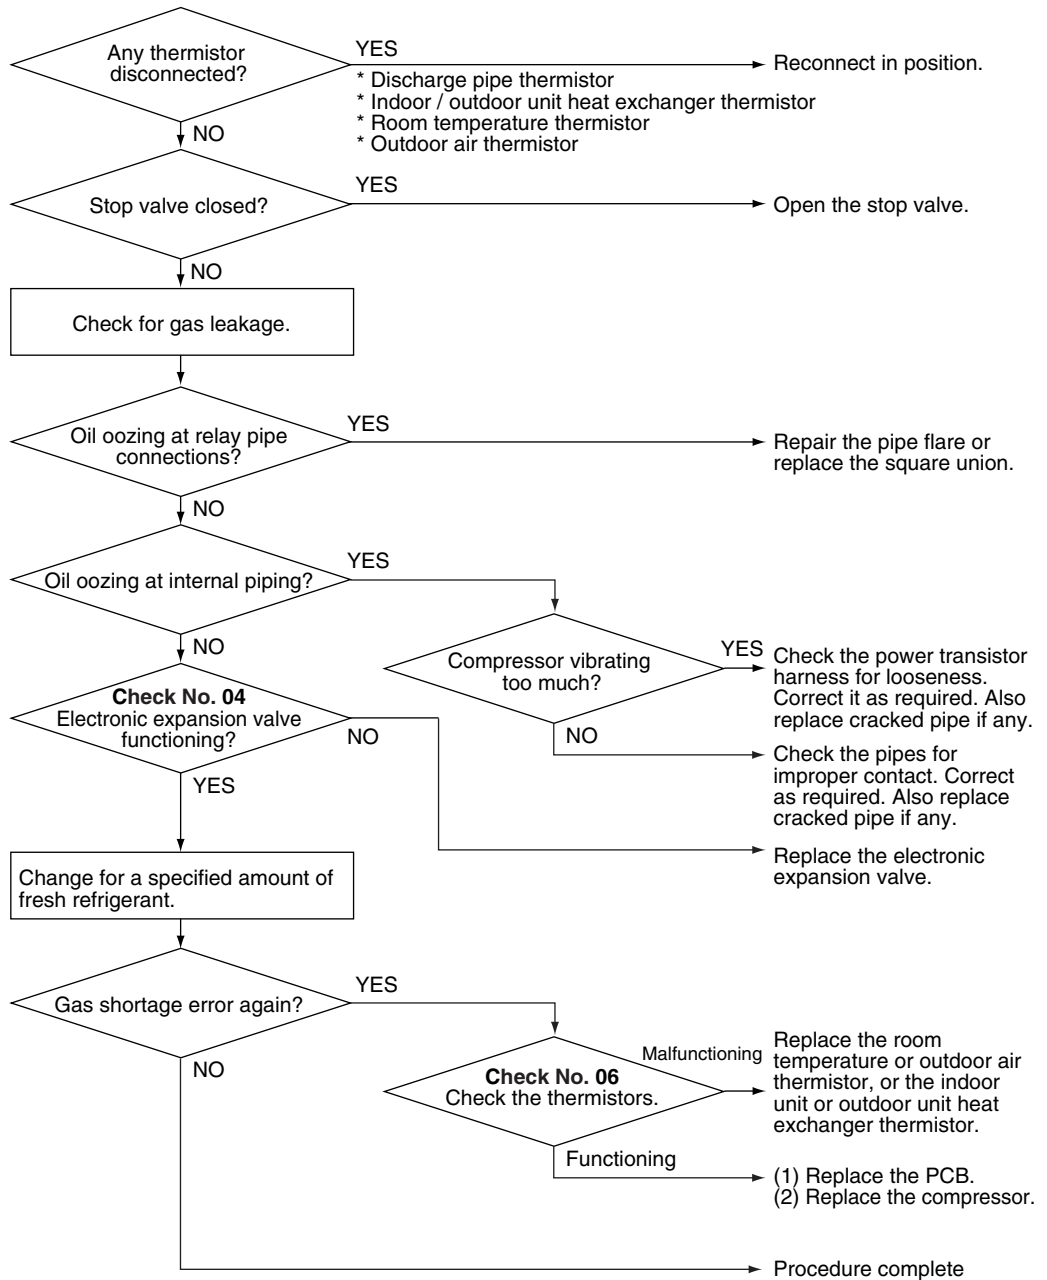 Any thermistor
disconnected?
YES
* Discharge pipe thermistor
* Indoor / outdoor unit heat exchanger thermistor
* Room temperature thermistor
* Outdoor air thermistor
Reconnect in position.
NO
Stop valve closed?
YES
Open the stop valve.
NO
Check for gas leakage.
Oil oozing at relay pipe
connections?
YES
Repair the pipe flare or
replace the square union.
NO
Oil oozing at internal piping?
YES
Compressor vibrating
too much?
YES
Check the power transistor
harness for looseness.
Correct it as required. Also
replace cracked pipe if any.
NO
Check the pipes for
improper contact. Correct
as required. Also replace
cracked pipe if any.
NO
Check No. 04
Electronic expansion valve
functioning?
NO
Replace the electronic
expansion valve.
YES
Change for a specified amount of
fresh refrigerant.
Gas shortage error again?
YES
Check No. 06
Check the thermistors.
Malfunctioning
Replace the room
temperature or outdoor air
thermistor, or the indoor
unit or outdoor unit heat
exchanger thermistor.
Functioning
(1) Replace the PCB.
(2) Replace the compressor.
NO
Procedure complete